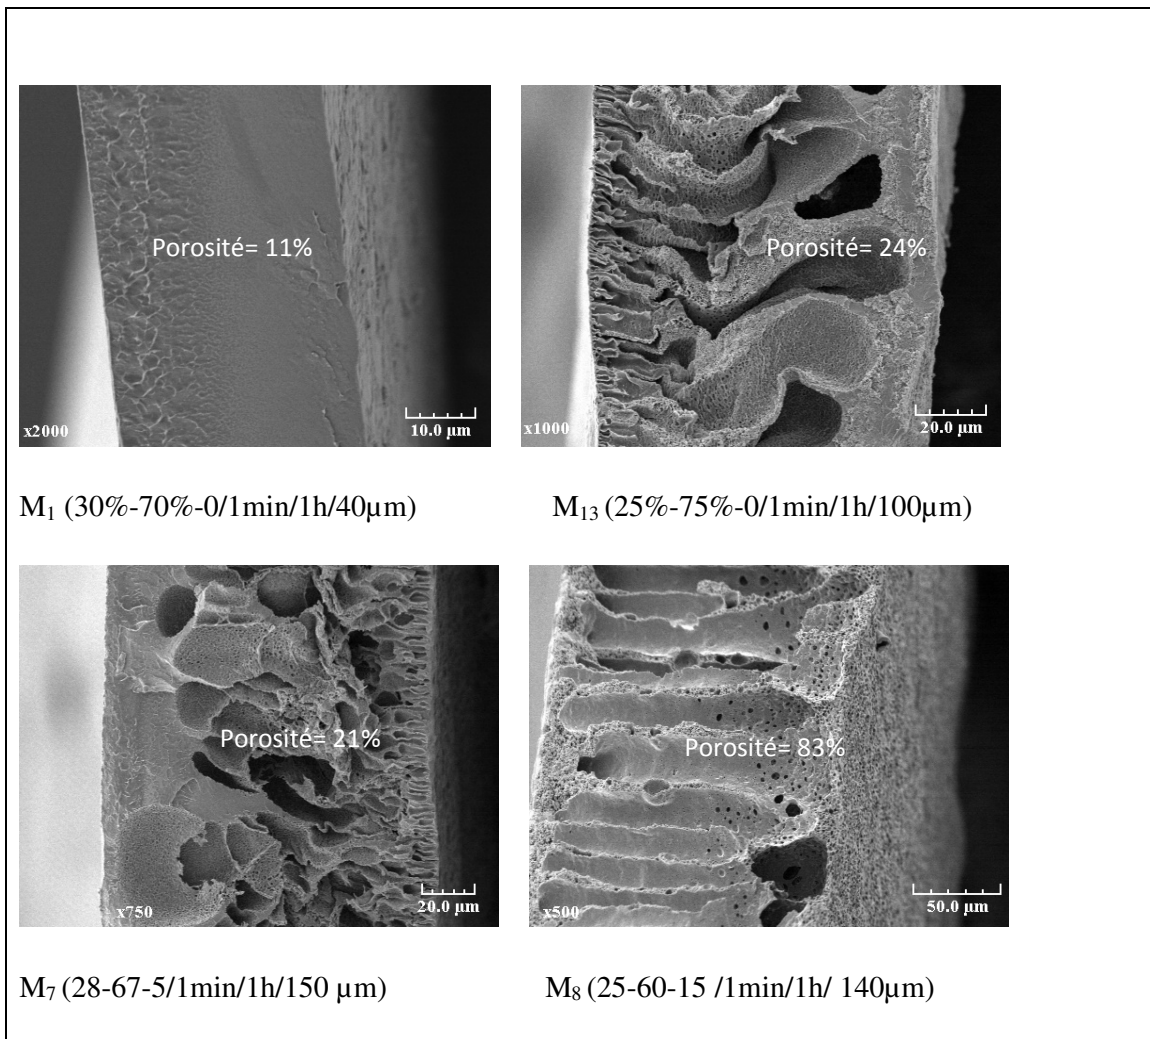 Porosité= 11%
x2000
10.0 µm
Porosité= 24%
x1000
20.0 µm
M₁ (30%-70%-0/1min/1h/40µm)
M₁₃ (25%-75%-0/1min/1h/100µm)
Porosité= 21%
x750
20.0 µm
Porosité= 83%
x500
50.0 µm
M₇ (28-67-5/1min/1h/150 µm)
M₈ (25-60-15 /1min/1h/ 140µm)